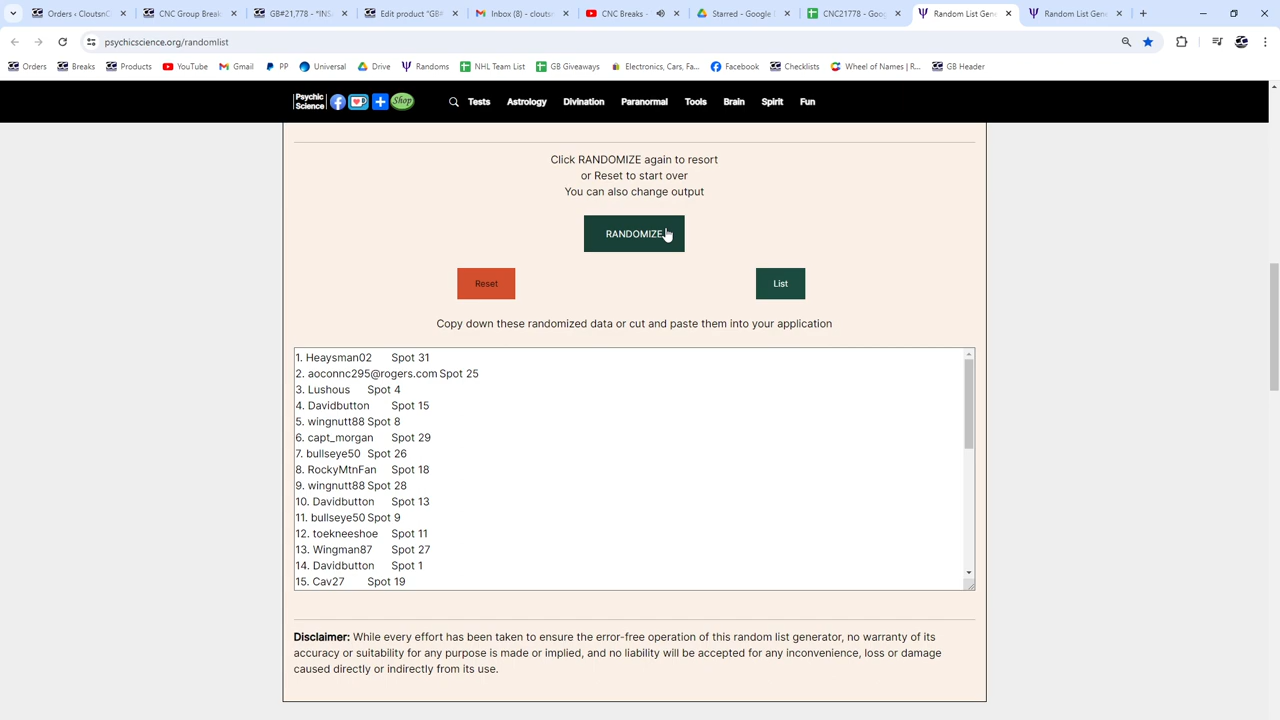 Orders ‹ CloutsnC
CNC Group Break
GB#21,778 - "INS
Edit product "GB#
Inbox (8) - clouts
CNC Breaks -
Starred - Google
CNC21778 - Goog
Random List Gene
Random List Gene
psychicscience.org/randomlist
Orders Breaks Products YouTube Gmail PP Universal Drive Randoms NHL Team List GB Giveaways Electronics, Cars, Fa... Facebook Checklists Wheel of Names | R... GB Header
Psychic Science Shop Tests Astrology Divination Paranormal Tools Brain Spirit Fun
Click RANDOMIZE again to resort
or Reset to start over
You can also change output
RANDOMIZE
Reset List
Copy down these randomized data or cut and paste them into your application
1. Heaysman02 Spot 31
2. aoconnc295@rogers.com Spot 25
3. Lushous Spot 4
4. Davidbutton Spot 15
5. wingnutt88 Spot 8
6. capt_morgan Spot 29
7. bullseye50 Spot 26
8. RockyMtnFan Spot 18
9. wingnutt88 Spot 28
10. Davidbutton Spot 13
11. bullseye50 Spot 9
12. toekneeshoe Spot 11
13. Wingman87 Spot 27
14. Davidbutton Spot 1
15. Cav27 Spot 19
Disclaimer: While every effort has been taken to ensure the error-free operation of this random list generator, no warranty of its
accuracy or suitability for any purpose is made or implied, and no liability will be accepted for any inconvenience, loss or damage
caused directly or indirectly from its use.